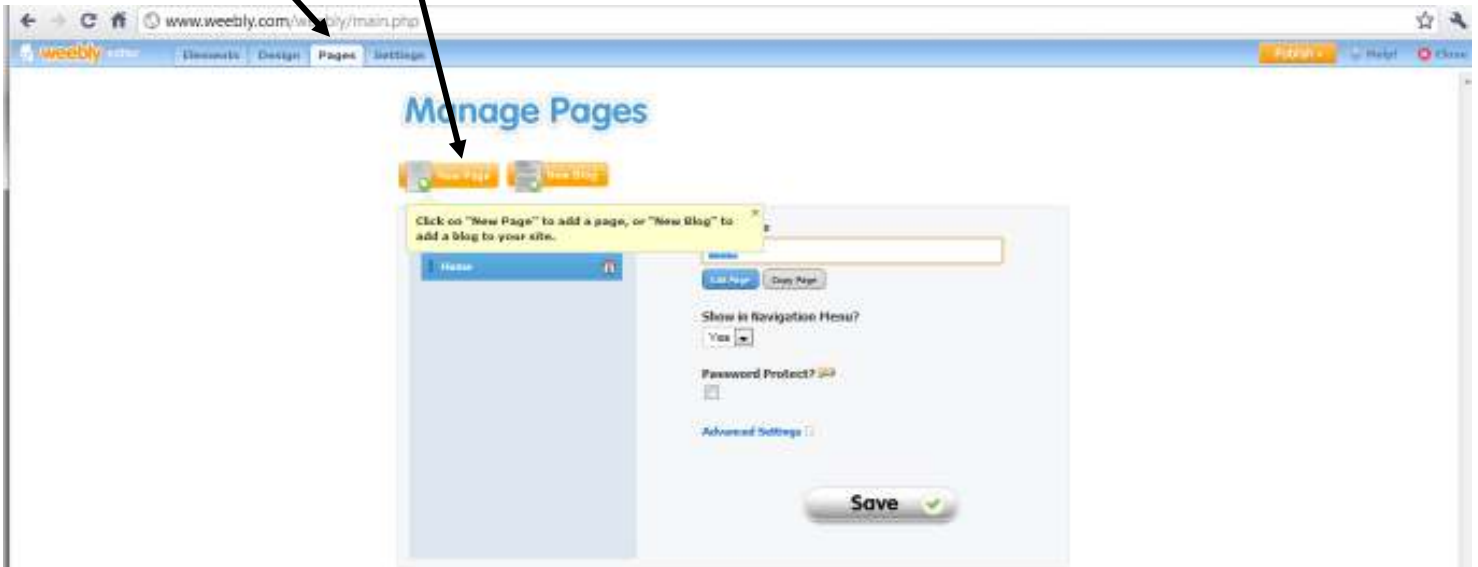 www.weebly.com/weebly/main.php
weebly editor Elements Design Pages Settings Publish Help! Close
Manage Pages
New Page New Blog
Click on "New Page" to add a page, or "New Blog" to
add a blog to your site.
Home
Edit Page Copy Page
Show in Navigation Menu?
Yes
Password Protect?
Advanced Settings
Save